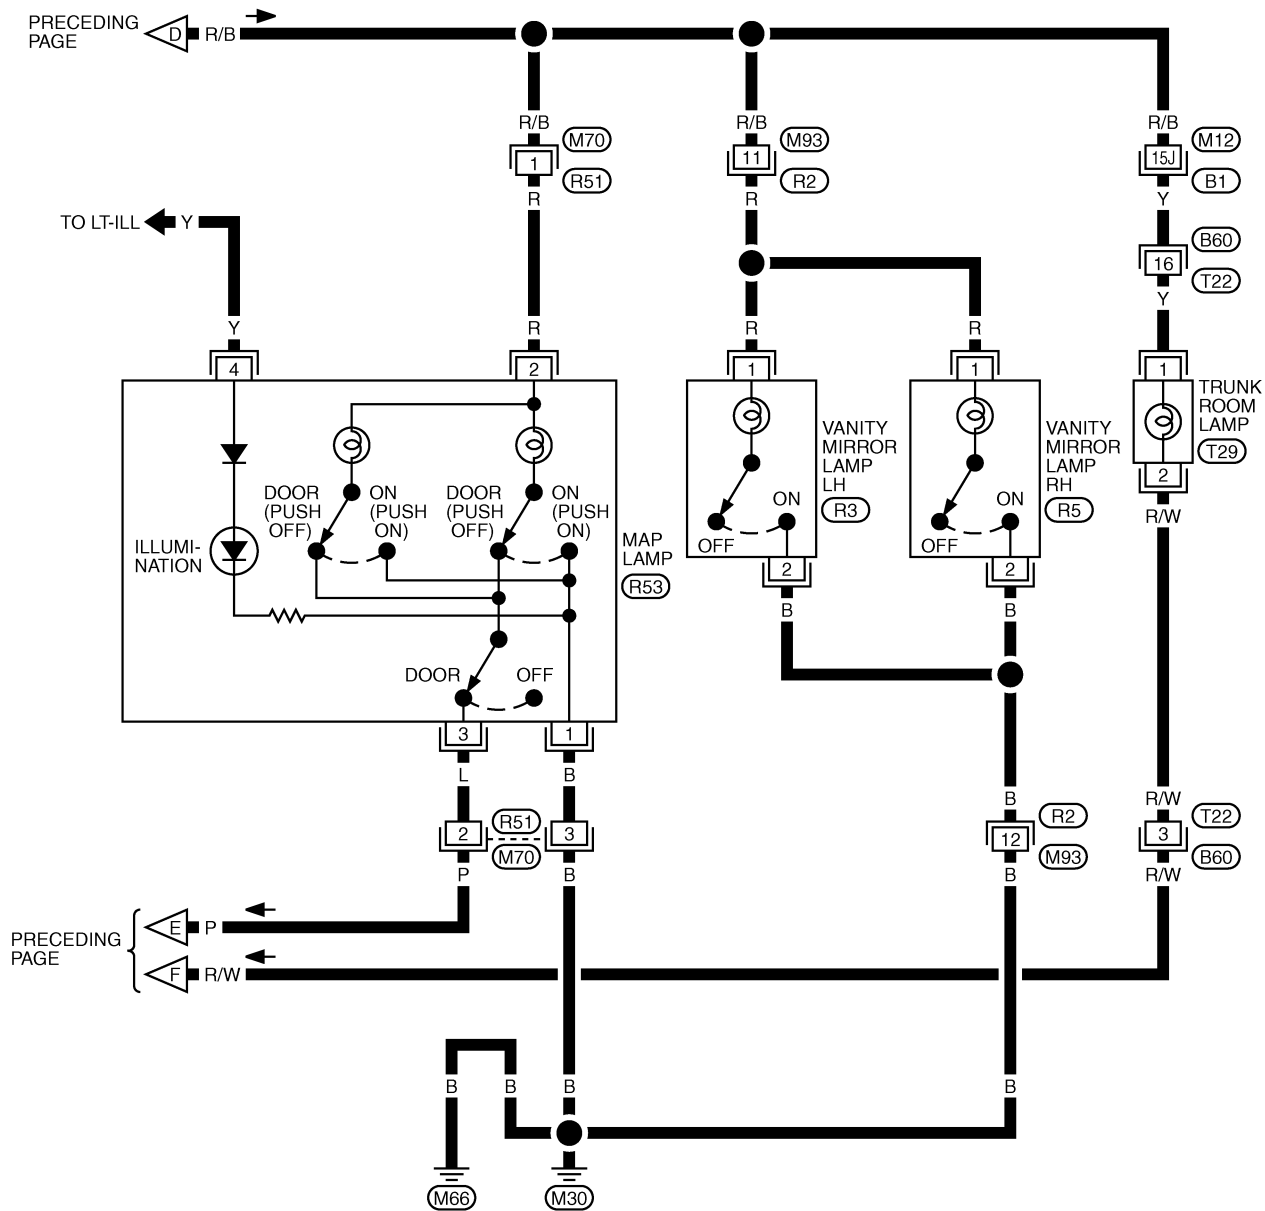 PRECEDING
PAGE
D
R/B
R/B
R/B
R/B
M70
M93
M12
1
11
15J
R51
R2
B1
R
R
Y
TO LT-ILL
Y
B60
16
T22
Y
Y
R
R
R
4
2
1
1
1
TRUNK
ROOM
LAMP
T29
2
R/W
VANITY
MIRROR
LAMP
LH
R3
VANITY
MIRROR
LAMP
RH
R5
DOOR
(PUSH
OFF)
ON
(PUSH
ON)
DOOR
(PUSH
OFF)
ON
(PUSH
ON)
ON
OFF
ON
OFF
ILLUMI-
NATION
MAP
LAMP
R53
2
2
B
B
DOOR
OFF
3
1
L
B
B
R/W
R51
R2
T22
2
3
12
3
M70
M93
B60
P
B
B
R/W
PRECEDING
PAGE
E
P
F
R/W
B
B
B
B
M66
M30